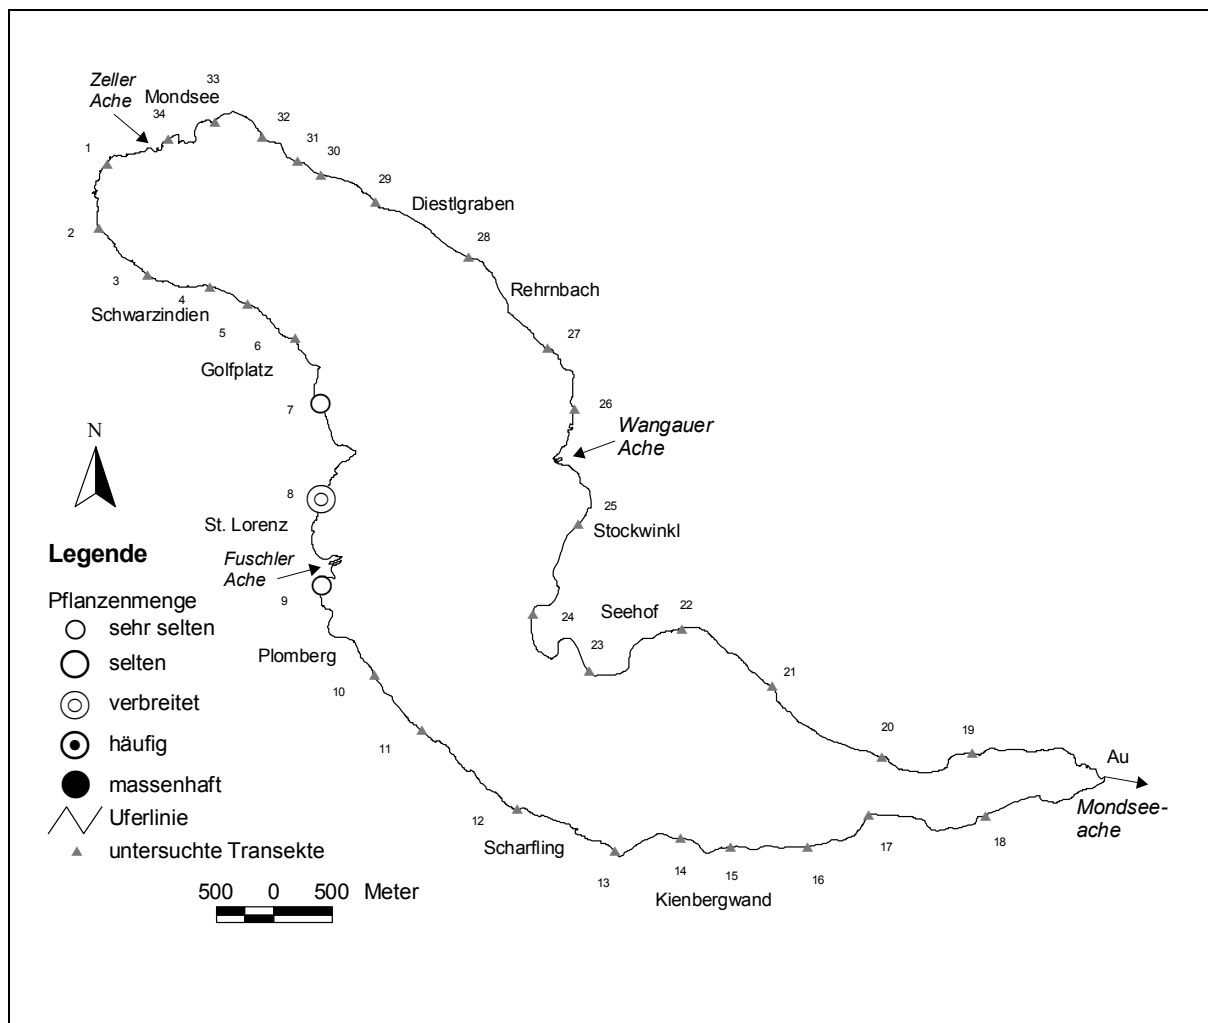 33
Zeller
Ache
Mondsee
34
32
31
30
1
29
Diestlgraben
2
28
3
4
Rehrnbach
Schwarzindien
5
6
27
Golfplatz
7
26
Wangauer
Ache
N
8
25
St. Lorenz
Stockwinkl
Fuschler
Ache
9
24
Seehof
22
23
Plomberg
10
21
11
20
19
Au
Mondsee-
ache
12
Scharfling
13
14
15
16
17
18
Kienbergwand
Legende
Pflanzenmenge
sehr selten
selten
verbreitet
häufig
massenhaft
Uferlinie
untersuchte Transekte
500 0 500 Meter